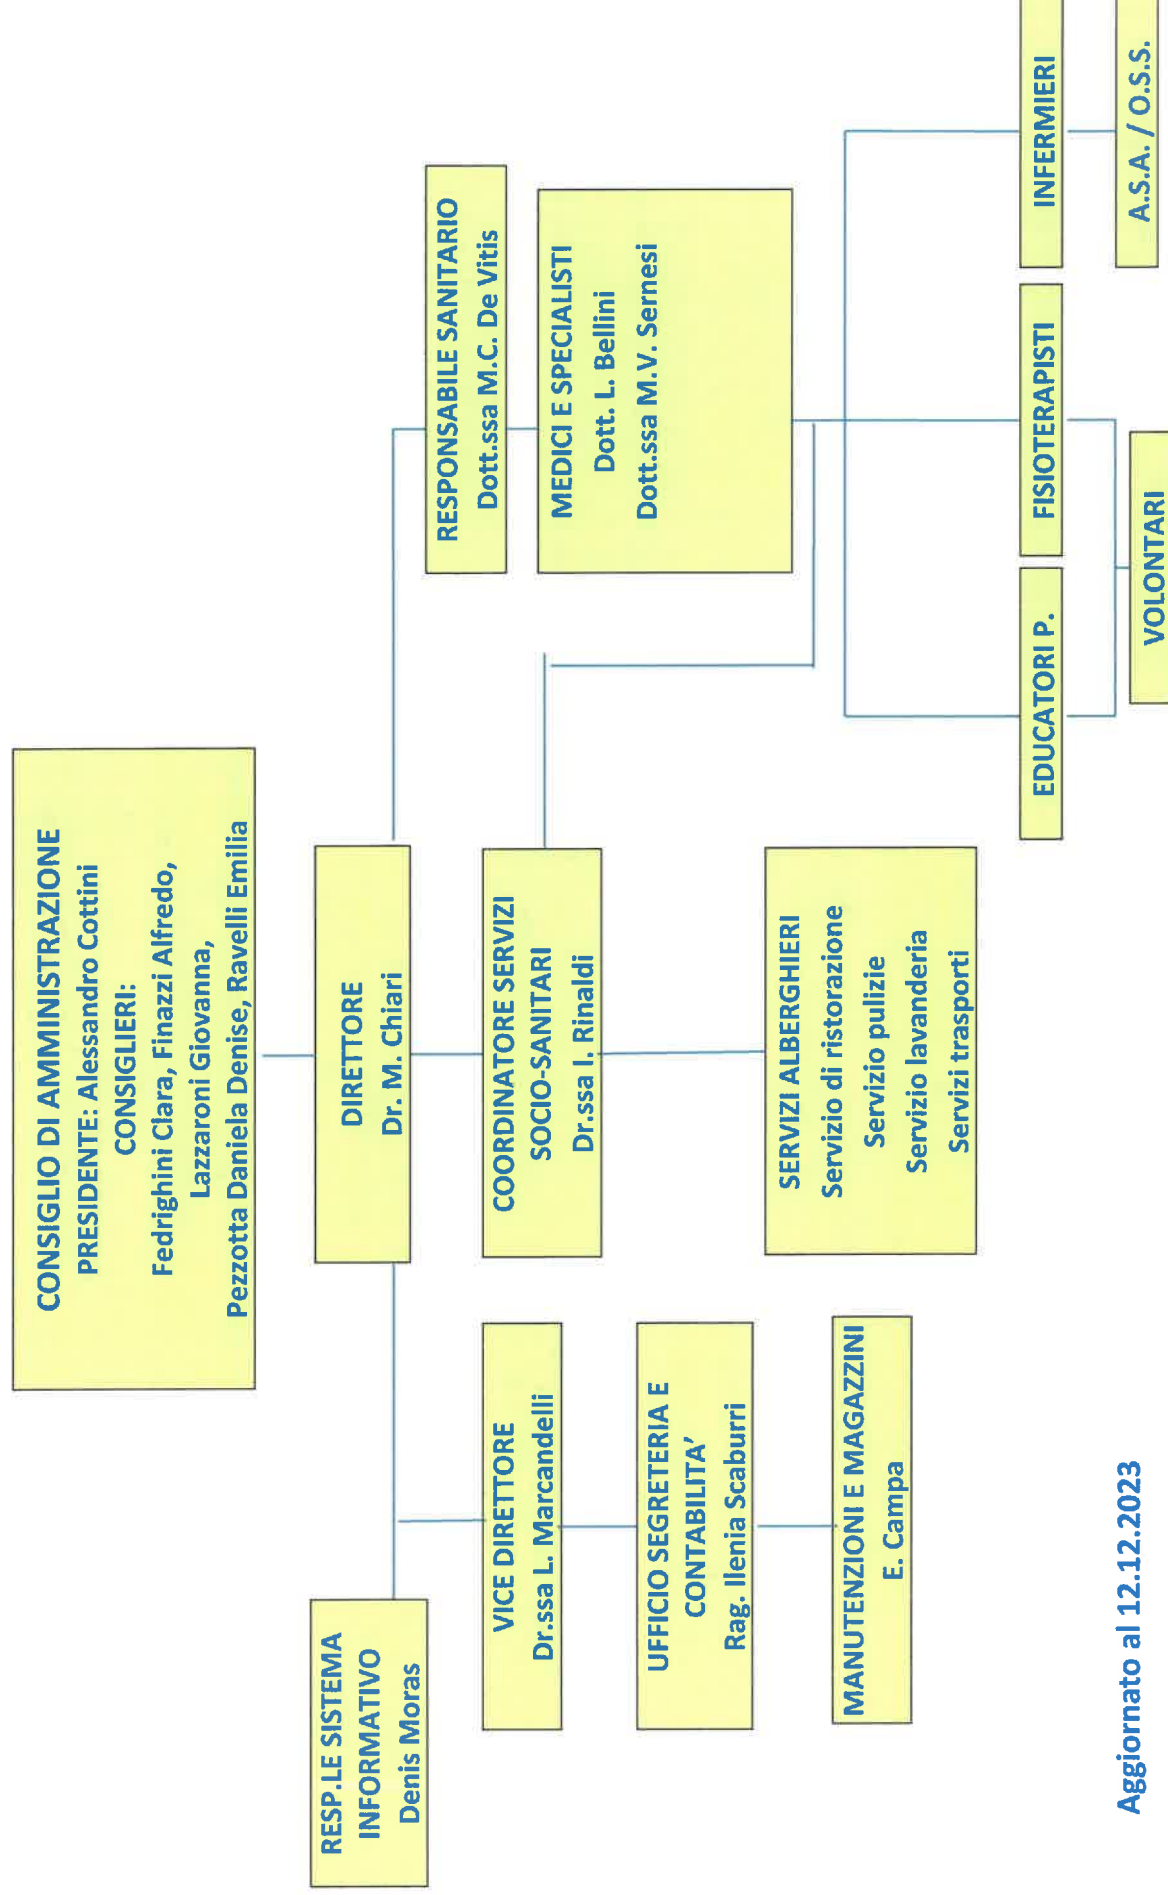 CONSIGLIO DI AMMINISTRAZIONE
PRESIDENTE: Alessandro Cottini
CONSIGLIERI:
Fedrighini Clara, Finazzi Alfredo,
Lazzaroni Giovanna,
Pezzotta Daniela Denise, Ravelli Emilia
RESP.LE SISTEMA
INFORMATIVO
Denis Moras
DIRETTORE
Dr. M. Chiari
RESPONSABILE SANITARIO
Dott.ssa M.C. De Vitis
VICE DIRETTORE
Dr.ssa L. Marcandelli
COORDINATORE SERVIZI
SOCIO-SANITARI
Dr.ssa I. Rinaldi
MEDICI E SPECIALISTI
Dott. L. Bellini
Dott.ssa M.V. Sernesi
UFFICIO SEGRETERIA E
CONTABILITA’
Rag. Ilenia Scaburri
SERVIZI ALBERGHIERI
Servizio di ristorazione
Servizio pulizie
Servizio lavanderia
Servizi trasporti
MANUTENZIONI E MAGAZZINI
E. Campa
EDUCATORI P.
FISIOTERAPISTI
INFERMIERI
VOLONTARI
A.S.A. / O.S.S.
Aggiornato al 12.12.2023